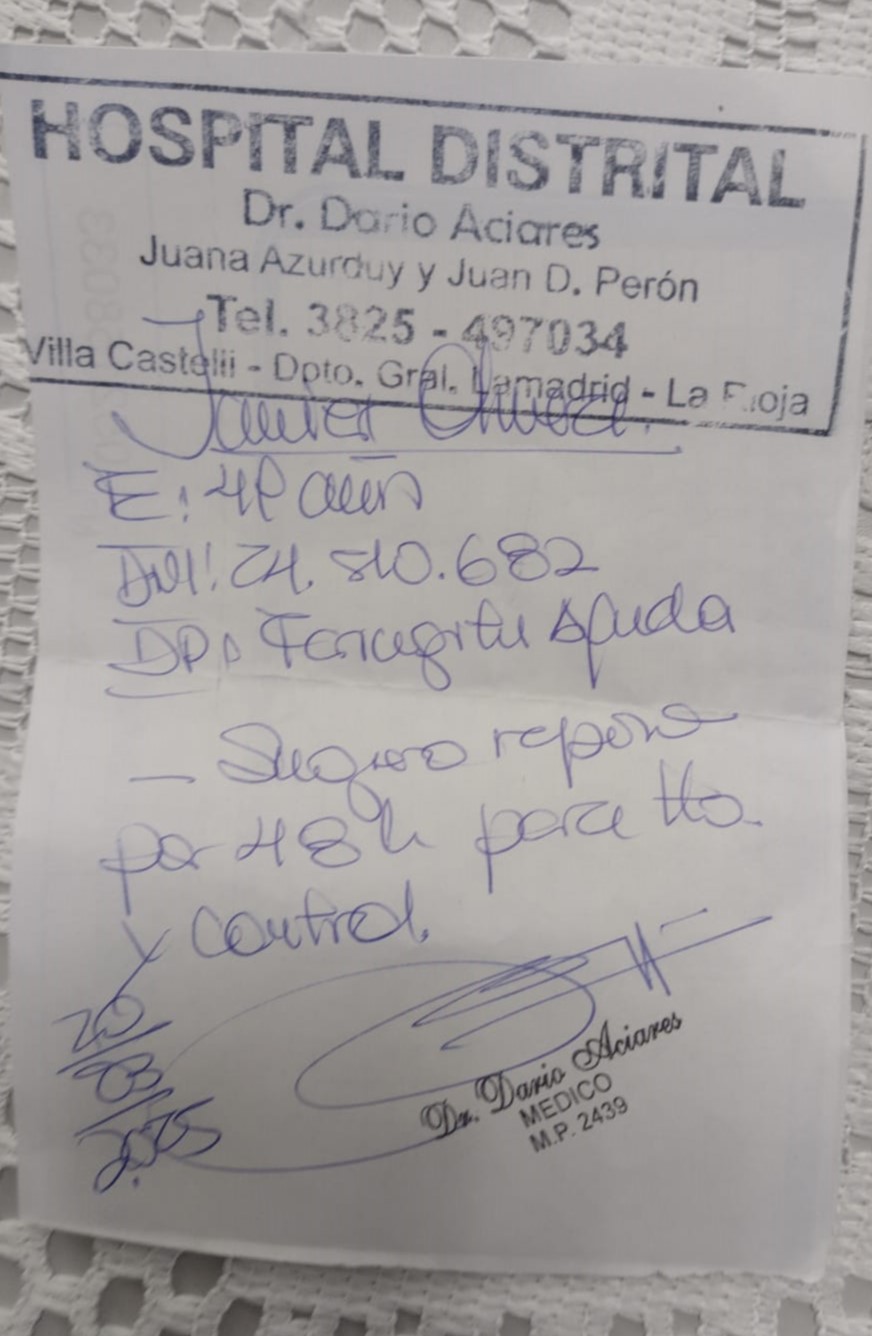 HOSPITAL DISTRITAL
Dr. Dario Aciares
Juana Azurduy y Juan D. Perón
Tel. 3825 - 497034
Villa Castelli - Dpto. Gral. Lamadrid - La Rioja
Javier
E: años
DNI: 24.810.682
DP: Faringitis Aguda
- Sugiero reposo
por 48h para tto.
y control.
20/03/2025
Dr. Dario Aciares
MEDICO
M.P. 2439